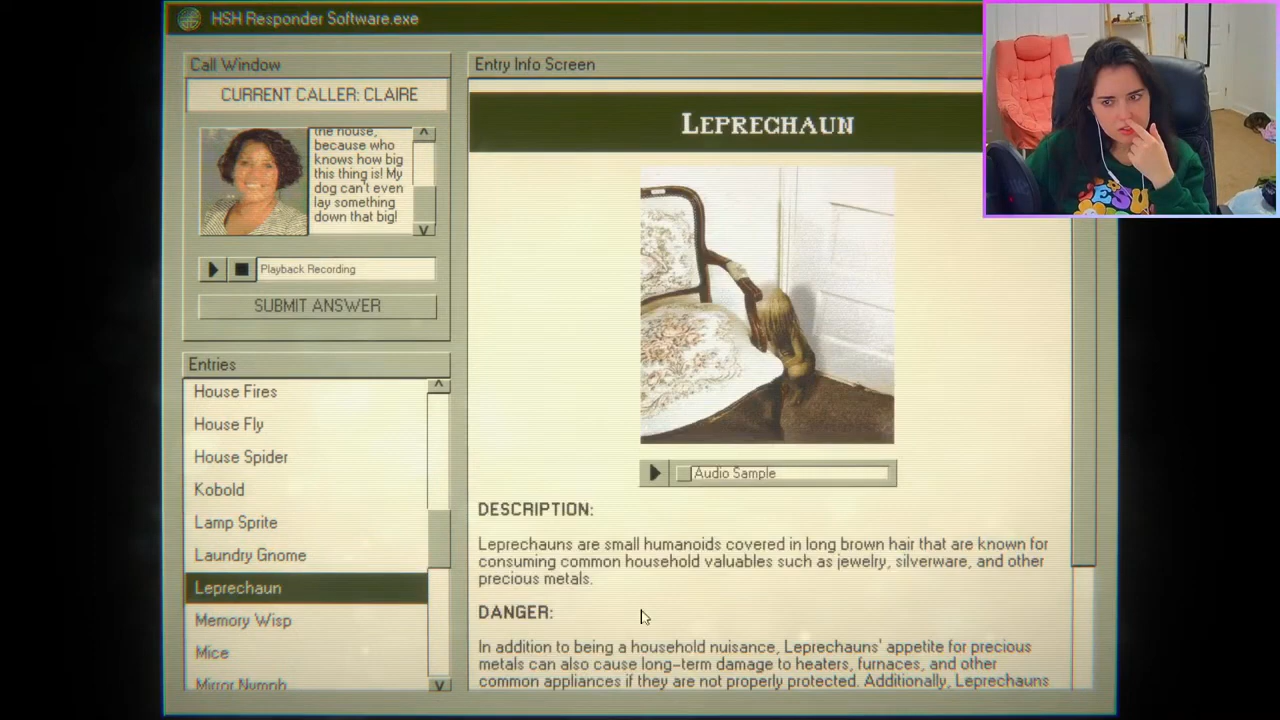 HSH Responder Software.exe
Call Window
CURRENT CALLER: CLAIRE
the house,
because who
knows how big
this thing is! My
dog can't even
lay something
down that big!
Playback Recording
SUBMIT ANSWER
Entries
House Fires
House Fly
House Spider
Kobold
Lamp Sprite
Laundry Gnome
Leprechaun
Memory Wisp
Mice
Mirror Nymph
Entry Info Screen
LEPRECHAUN
Audio Sample
DESCRIPTION:
Leprechauns are small humanoids covered in long brown hair that are known for
consuming common household valuables such as jewelry, silverware, and other
precious metals.
DANGER:
In addition to being a household nuisance, Leprechauns' appetite for precious
metals can also cause long-term damage to heaters, furnaces, and other
common appliances if they are not properly protected. Additionally, Leprechauns